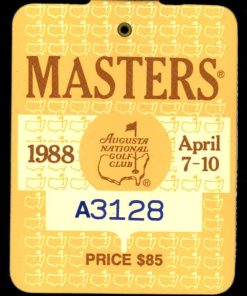 MASTERS®
1988
AUGUSTA
NATIONAL
GOLF
CLUB
®
April
7-10
A3128
PRICE $85